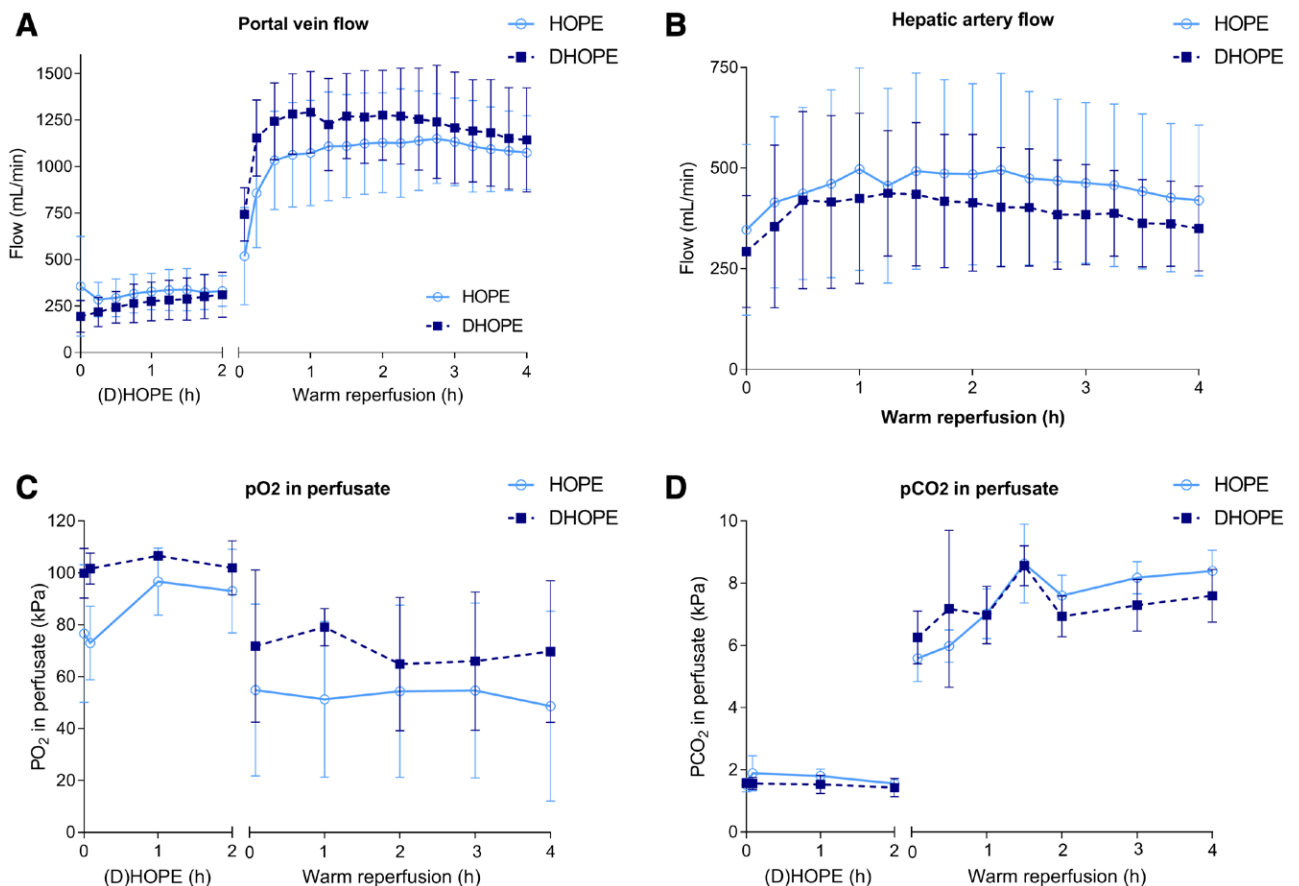 A
Portal vein flow
HOPE
DHOPE
1500
1250
1000
750
500
250
0
Flow (mL/min)
HOPE
DHOPE
0 1 2 0 1 2 3 4
(D)HOPE (h) Warm reperfusion (h)
B
Hepatic artery flow
HOPE
DHOPE
750
500
250
0
Flow (mL/min)
0 1 2 3 4
Warm reperfusion (h)
C
pO2 in perfusate
HOPE
DHOPE
120
100
80
60
40
20
0
PO2 in perfusate (kPa)
0 1 2 0 1 2 3 4
(D)HOPE (h) Warm reperfusion (h)
D
pCO2 in perfusate
HOPE
DHOPE
10
8
6
4
2
0
PCO2 in perfusate (kPa)
0 1 2 0 1 2 3 4
(D)HOPE (h) Warm reperfusion (h)